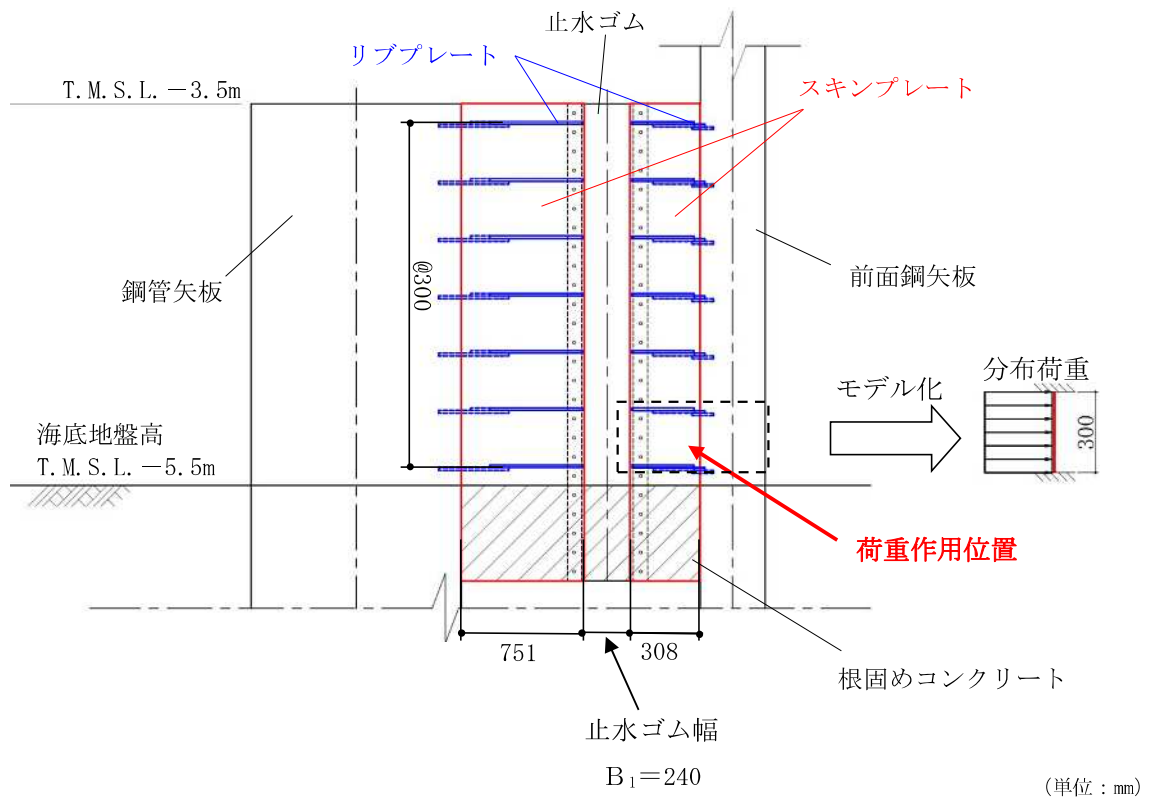 止水ゴム
リブプレート
T.M.S.L.－3.5m
スキンプレート
@300
鋼管矢板
前面鋼矢板
モデル化
分布荷重
300
海底地盤高
T.M.S.L.－5.5m
荷重作用位置
751
308
根固めコンクリート
止水ゴム幅
B₁＝240
(単位：mm)